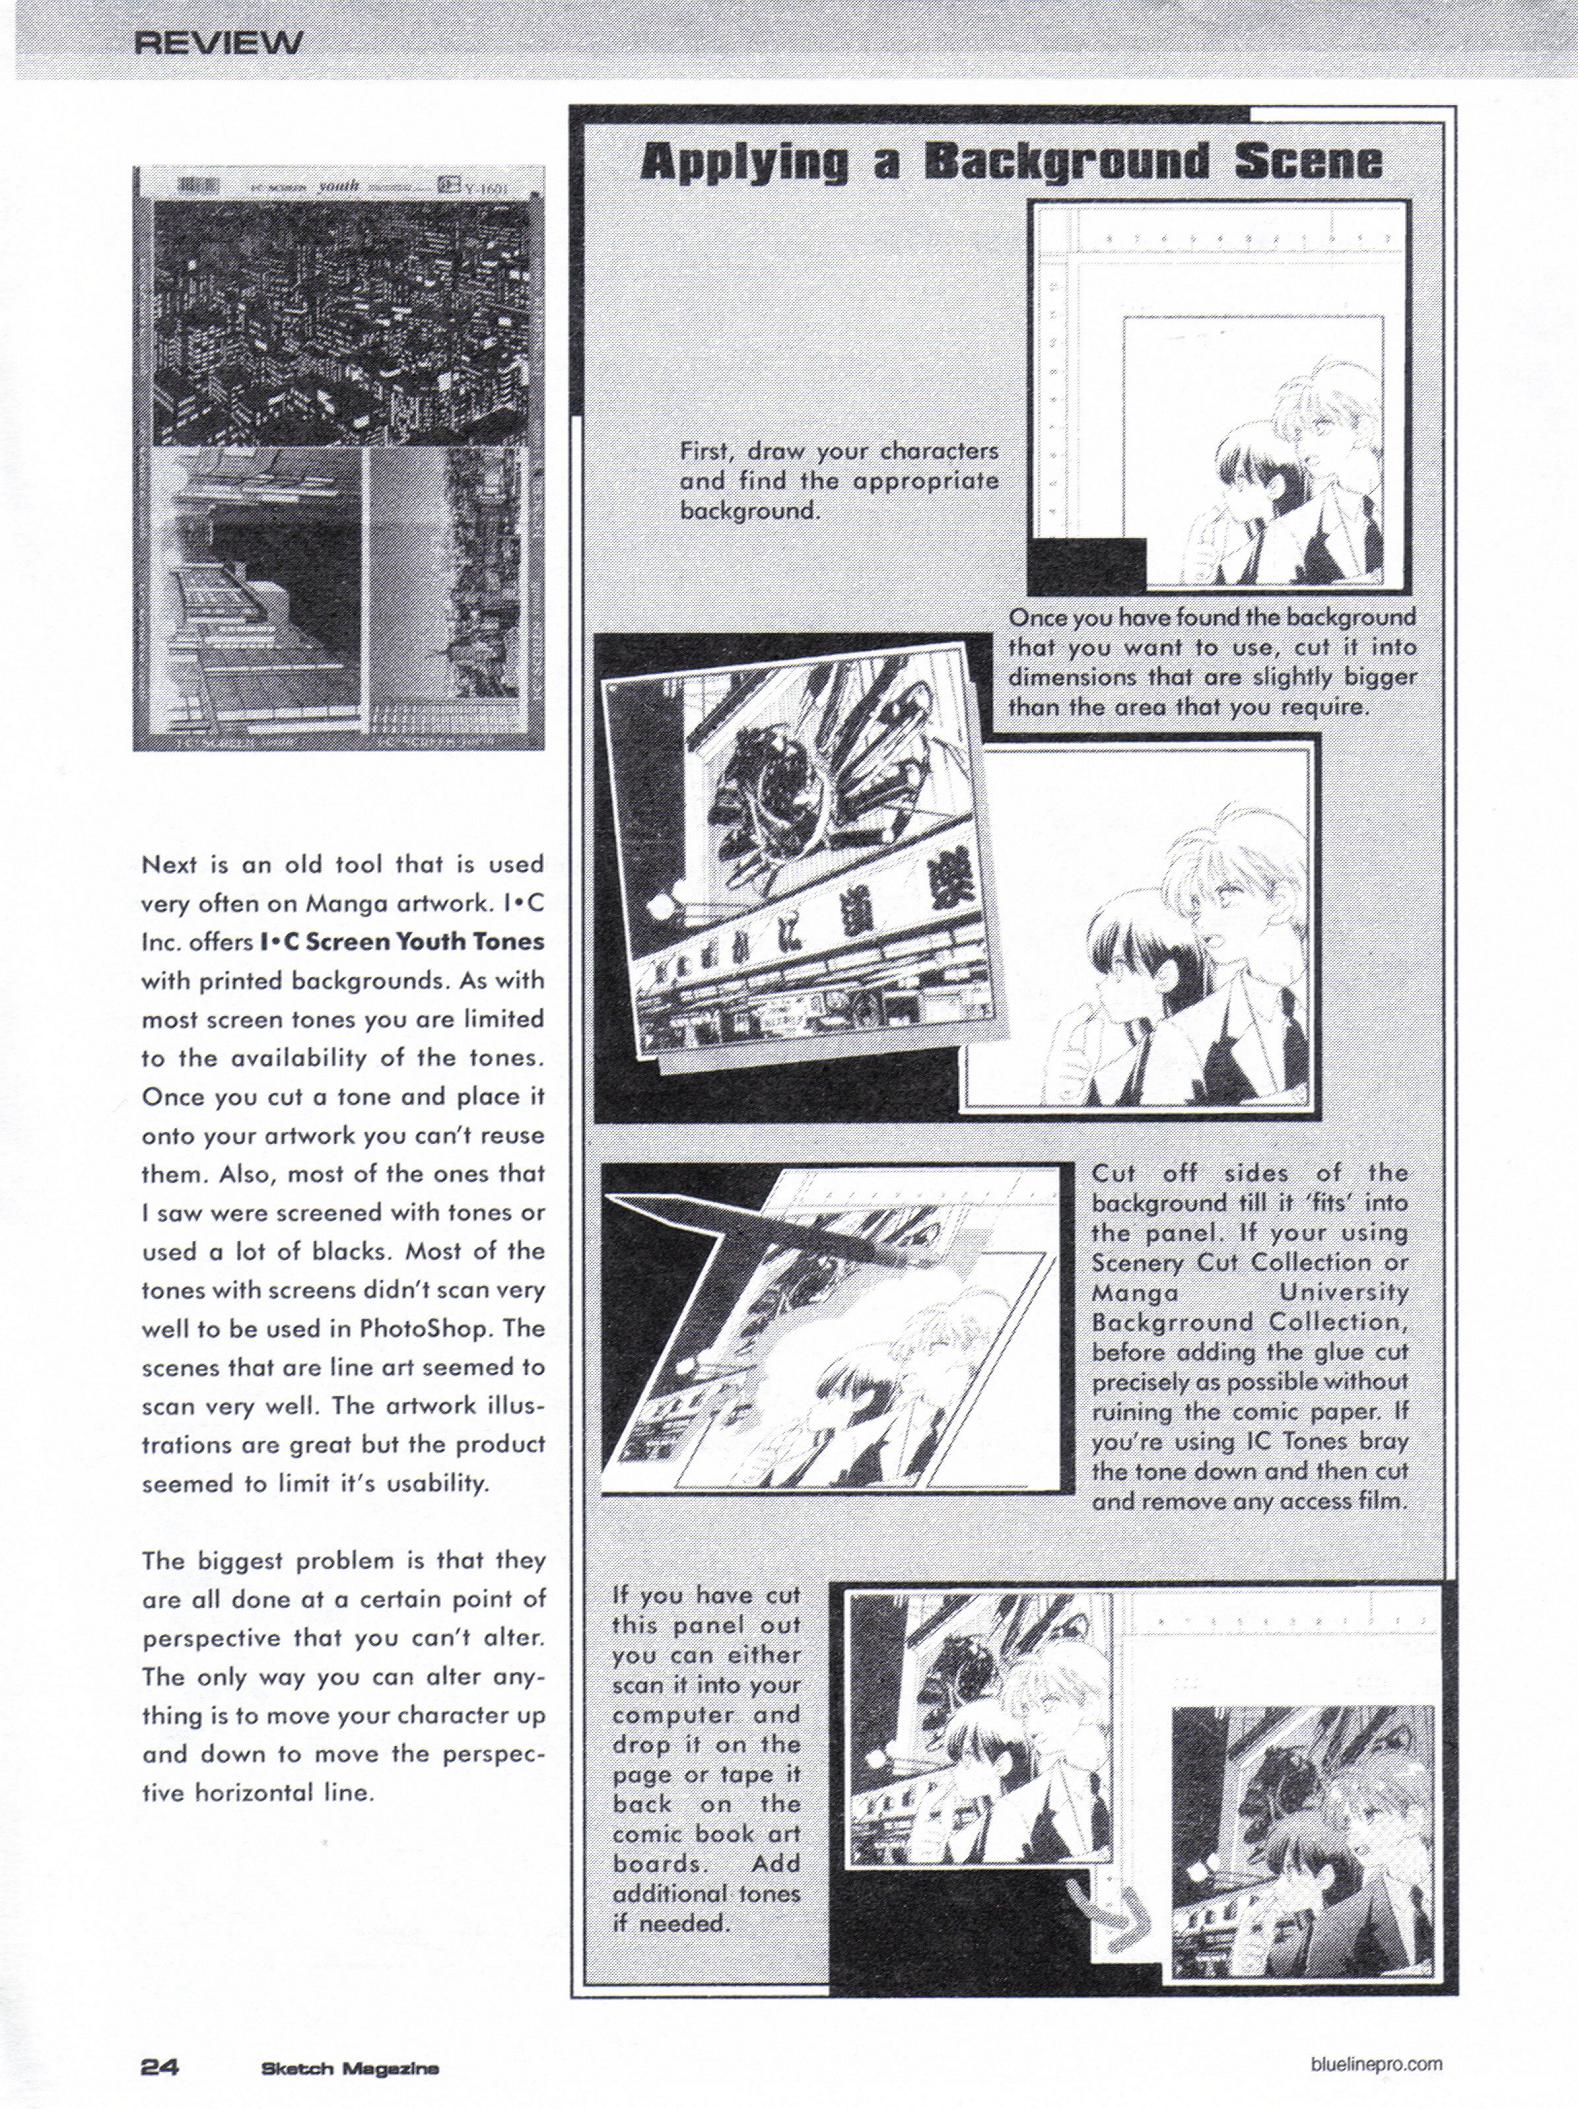 REVIEW
I·C SCREEN youth Y-1601
I·C SCREEN youth I·C SCREEN youth
Next is an old tool that is used
very often on Manga artwork. I•C
Inc. offers I•C Screen Youth Tones
with printed backgrounds. As with
most screen tones you are limited
to the availability of the tones.
Once you cut a tone and place it
onto your artwork you can't reuse
them. Also, most of the ones that
I saw were screened with tones or
used a lot of blacks. Most of the
tones with screens didn't scan very
well to be used in PhotoShop. The
scenes that are line art seemed to
scan very well. The artwork illus-
trations are great but the product
seemed to limit it's usability.
The biggest problem is that they
are all done at a certain point of
perspective that you can't alter.
The only way you can alter any-
thing is to move your character up
and down to move the perspec-
tive horizontal line.
Applying a Background Scene
First, draw your characters
and find the appropriate
background.
Once you have found the background
that you want to use, cut it into
dimensions that are slightly bigger
than the area that you require.
Cut off sides of the
background till it 'fits' into
the panel. If your using
Scenery Cut Collection or
Manga University
Backgrround Collection,
before adding the glue cut
precisely as possible without
ruining the comic paper. If
you're using IC Tones bray
the tone down and then cut
and remove any access film.
If you have cut
this panel out
you can either
scan it into your
computer and
drop it on the
page or tape it
back on the
comic book art
boards. Add
additional tones
if needed.
24 Sketch Magazine
bluelinepro.com